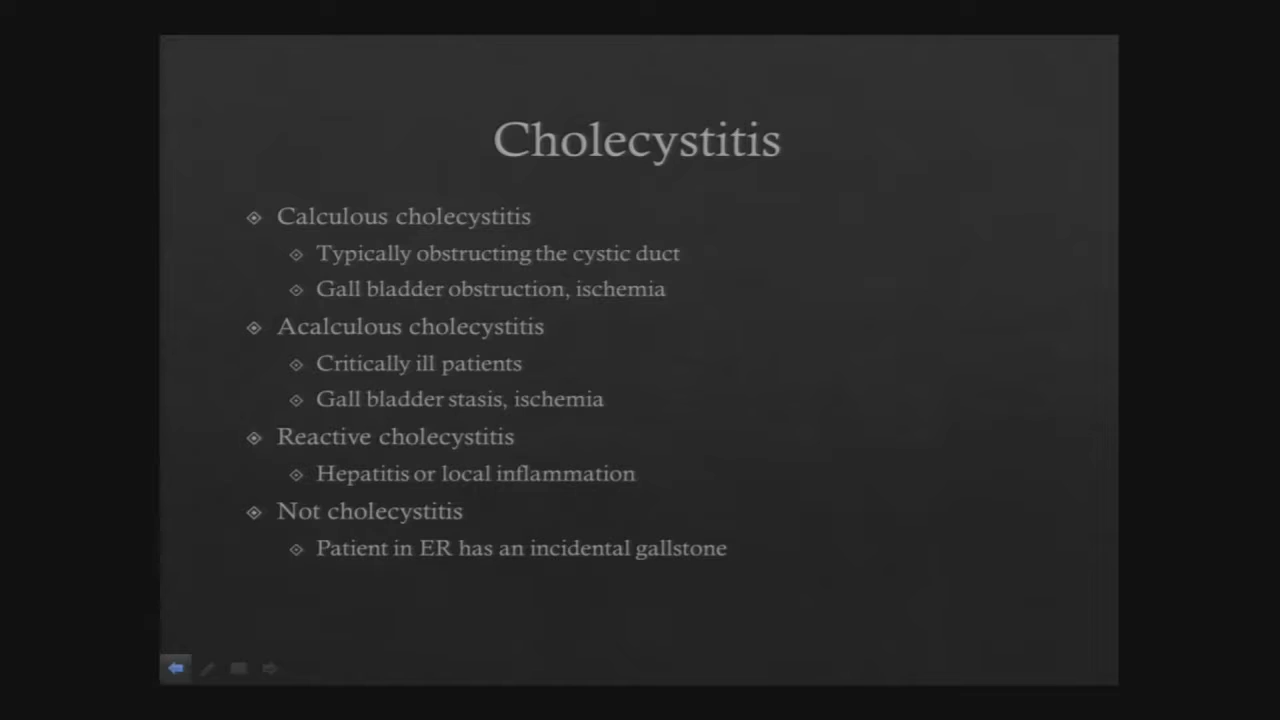 Cholecystitis
Calculous cholecystitis
Typically obstructing the cystic duct
Gall bladder obstruction, ischemia
Acalculous cholecystitis
Critically ill patients
Gall bladder stasis, ischemia
Reactive cholecystitis
Hepatitis or local inflammation
Not cholecystitis
Patient in ER has an incidental gallstone